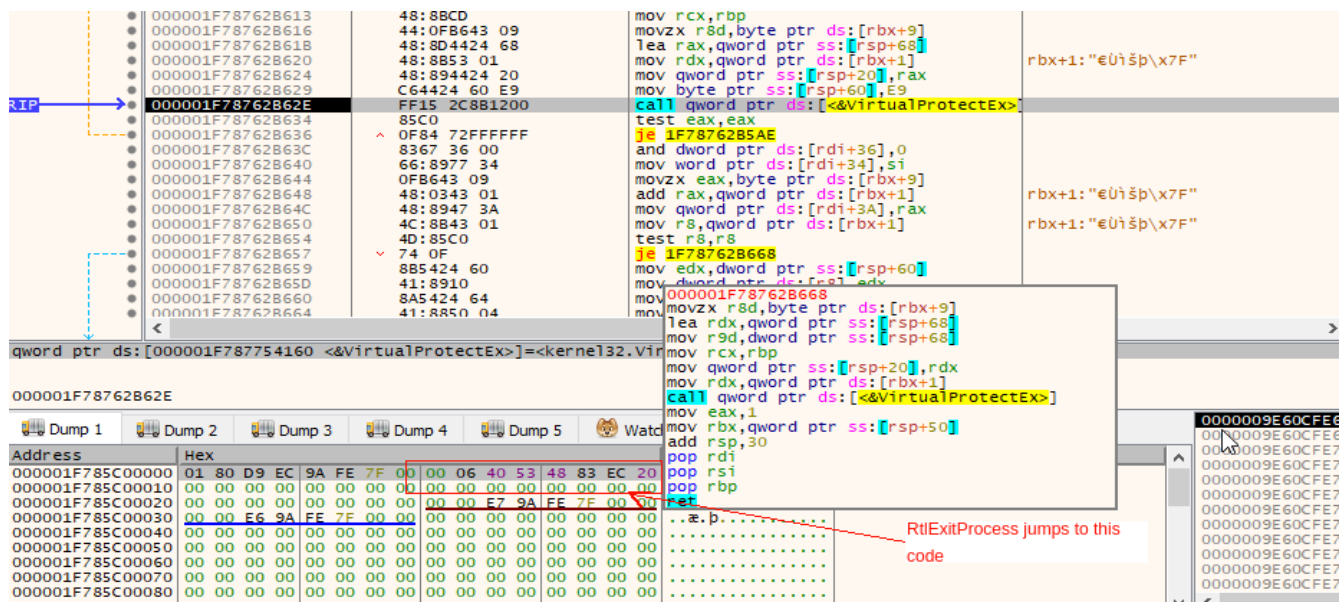 000001F78762B613 48:8BCD mov rcx,rbp
000001F78762B616 44:0FB643 09 movzx r8d,byte ptr ds:[rbx+9]
000001F78762B61B 48:8D4424 68 lea rax,qword ptr ss:[rsp+68]
000001F78762B620 48:8B53 01 mov rdx,qword ptr ds:[rbx+1] rbx+1:"€Ùìšþ\x7F"
000001F78762B624 48:894424 20 mov qword ptr ss:[rsp+20],rax
000001F78762B629 C64424 60 E9 mov byte ptr ss:[rsp+60],E9
RIP 000001F78762B62E FF15 2C8B1200 call qword ptr ds:[<&VirtualProtectEx>]
000001F78762B634 85C0 test eax,eax
000001F78762B636 0F84 72FFFFFF je 1F78762B5AE
000001F78762B63C 8367 36 00 and dword ptr ds:[rdi+36],0
000001F78762B640 66:8977 34 mov word ptr ds:[rdi+34],si
000001F78762B644 0FB643 09 movzx eax,byte ptr ds:[rbx+9]
000001F78762B648 48:0343 01 add rax,qword ptr ds:[rbx+1] rbx+1:"€Ùìšþ\x7F"
000001F78762B64C 48:8947 3A mov qword ptr ds:[rdi+3A],rax
000001F78762B650 4C:8B43 01 mov r8,qword ptr ds:[rbx+1] rbx+1:"€Ùìšþ\x7F"
000001F78762B654 4D:85C0 test r8,r8
000001F78762B657 74 0F je 1F78762B668
000001F78762B659 8B5424 60 mov edx,dword ptr ss:[rsp+60]
000001F78762B65D 41:8910 mov dword ptr ds:[r8],edx
000001F78762B660 8A5424 64 mov
000001F78762B664 41:8850 04 mov
000001F78762B668
movzx r8d,byte ptr ds:[rbx+9]
lea rdx,qword ptr ss:[rsp+68]
mov r9d,dword ptr ss:[rsp+68]
mov rcx,rbp
mov qword ptr ss:[rsp+20],rdx
mov rdx,qword ptr ds:[rbx+1]
call qword ptr ds:[<&VirtualProtectEx>]
mov eax,1
mov rbx,qword ptr ss:[rsp+50]
add rsp,30
pop rdi
pop rsi
pop rbp
ret
qword ptr ds:[000001F787754160 <&VirtualProtectEx>]=<kernel32.Vir
000001F78762B62E
Dump 1 Dump 2 Dump 3 Dump 4 Dump 5 Watc
Address Hex
000001F785C00000 01 80 D9 EC 9A FE 7F 00 00 06 40 53 48 83 EC 20
000001F785C00010 00 00 00 00 00 00 00 00 00 00 00 00 00 00 00 00
000001F785C00020 00 00 00 00 00 00 00 00 00 00 E7 9A FE 7F 00 00
000001F785C00030 00 00 E6 9A FE 7F 00 00 00 00 00 00 00 00 00 00 ..æ.þ...........
000001F785C00040 00 00 00 00 00 00 00 00 00 00 00 00 00 00 00 00 ................
000001F785C00050 00 00 00 00 00 00 00 00 00 00 00 00 00 00 00 00 ................
000001F785C00060 00 00 00 00 00 00 00 00 00 00 00 00 00 00 00 00 ................
000001F785C00070 00 00 00 00 00 00 00 00 00 00 00 00 00 00 00 00 ................
000001F785C00080 00 00 00 00 00 00 00 00 00 00 00 00 00 00 00 00 ................
RtlExitProcess jumps to this
code
0000009E60CFE6
0000009E60CFE6
0000009E60CFE7
0000009E60CFE7
0000009E60CFE7
0000009E60CFE7
0000009E60CFE7
0000009E60CFE7
0000009E60CFE7
0000009E60CFE7
0000009E60CFE7
0000009E60CFE7